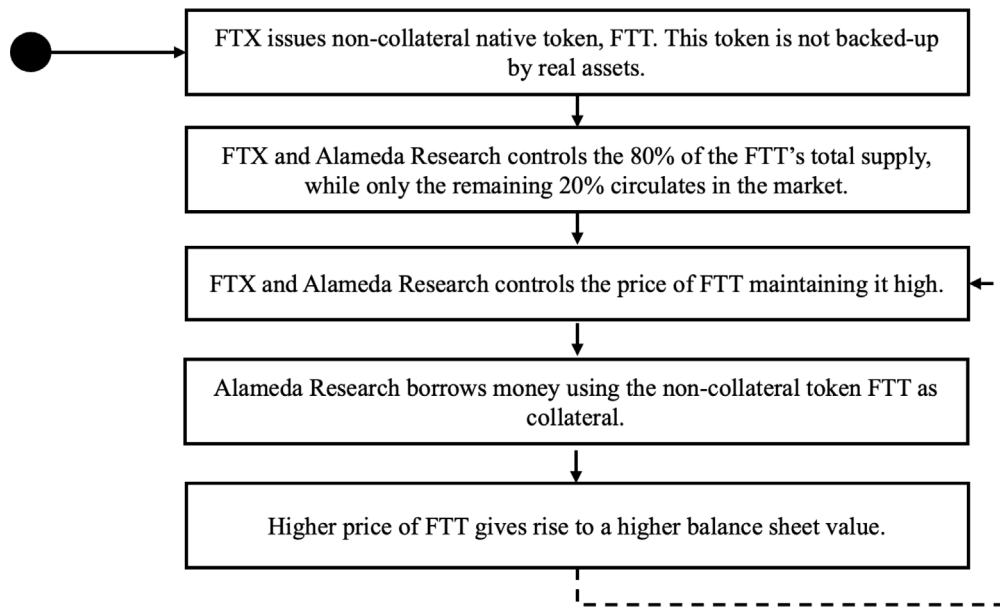 FTX issues non-collateral native token, FTT. This token is not backed-up
by real assets.
FTX and Alameda Research controls the 80% of the FTT’s total supply,
while only the remaining 20% circulates in the market.
FTX and Alameda Research controls the price of FTT maintaining it high.
Alameda Research borrows money using the non-collateral token FTT as
collateral.
Higher price of FTT gives rise to a higher balance sheet value.